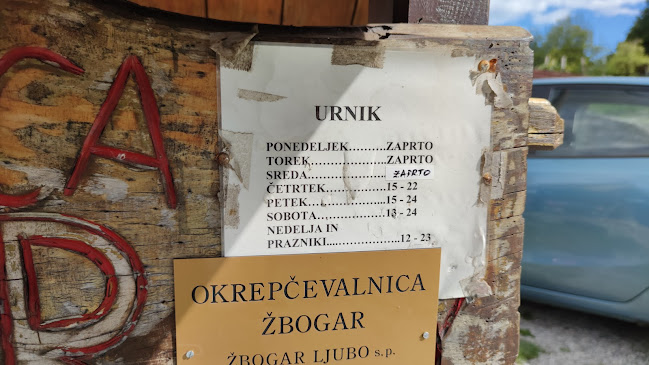 CA
R
URNIK
PONEDELJEK..........ZAPRTO
TOREK....................ZAPRTO
SREDA....................ZAPRTO
ČETRTEK................15 - 22
PETEK.....................15 - 24
SOBOTA..................13 - 24
NEDELJA IN
PRAZNIKI...................12 - 23
OKREPČEVALNICA
ŽBOGAR
ŽBOGAR LJUBO s.p.